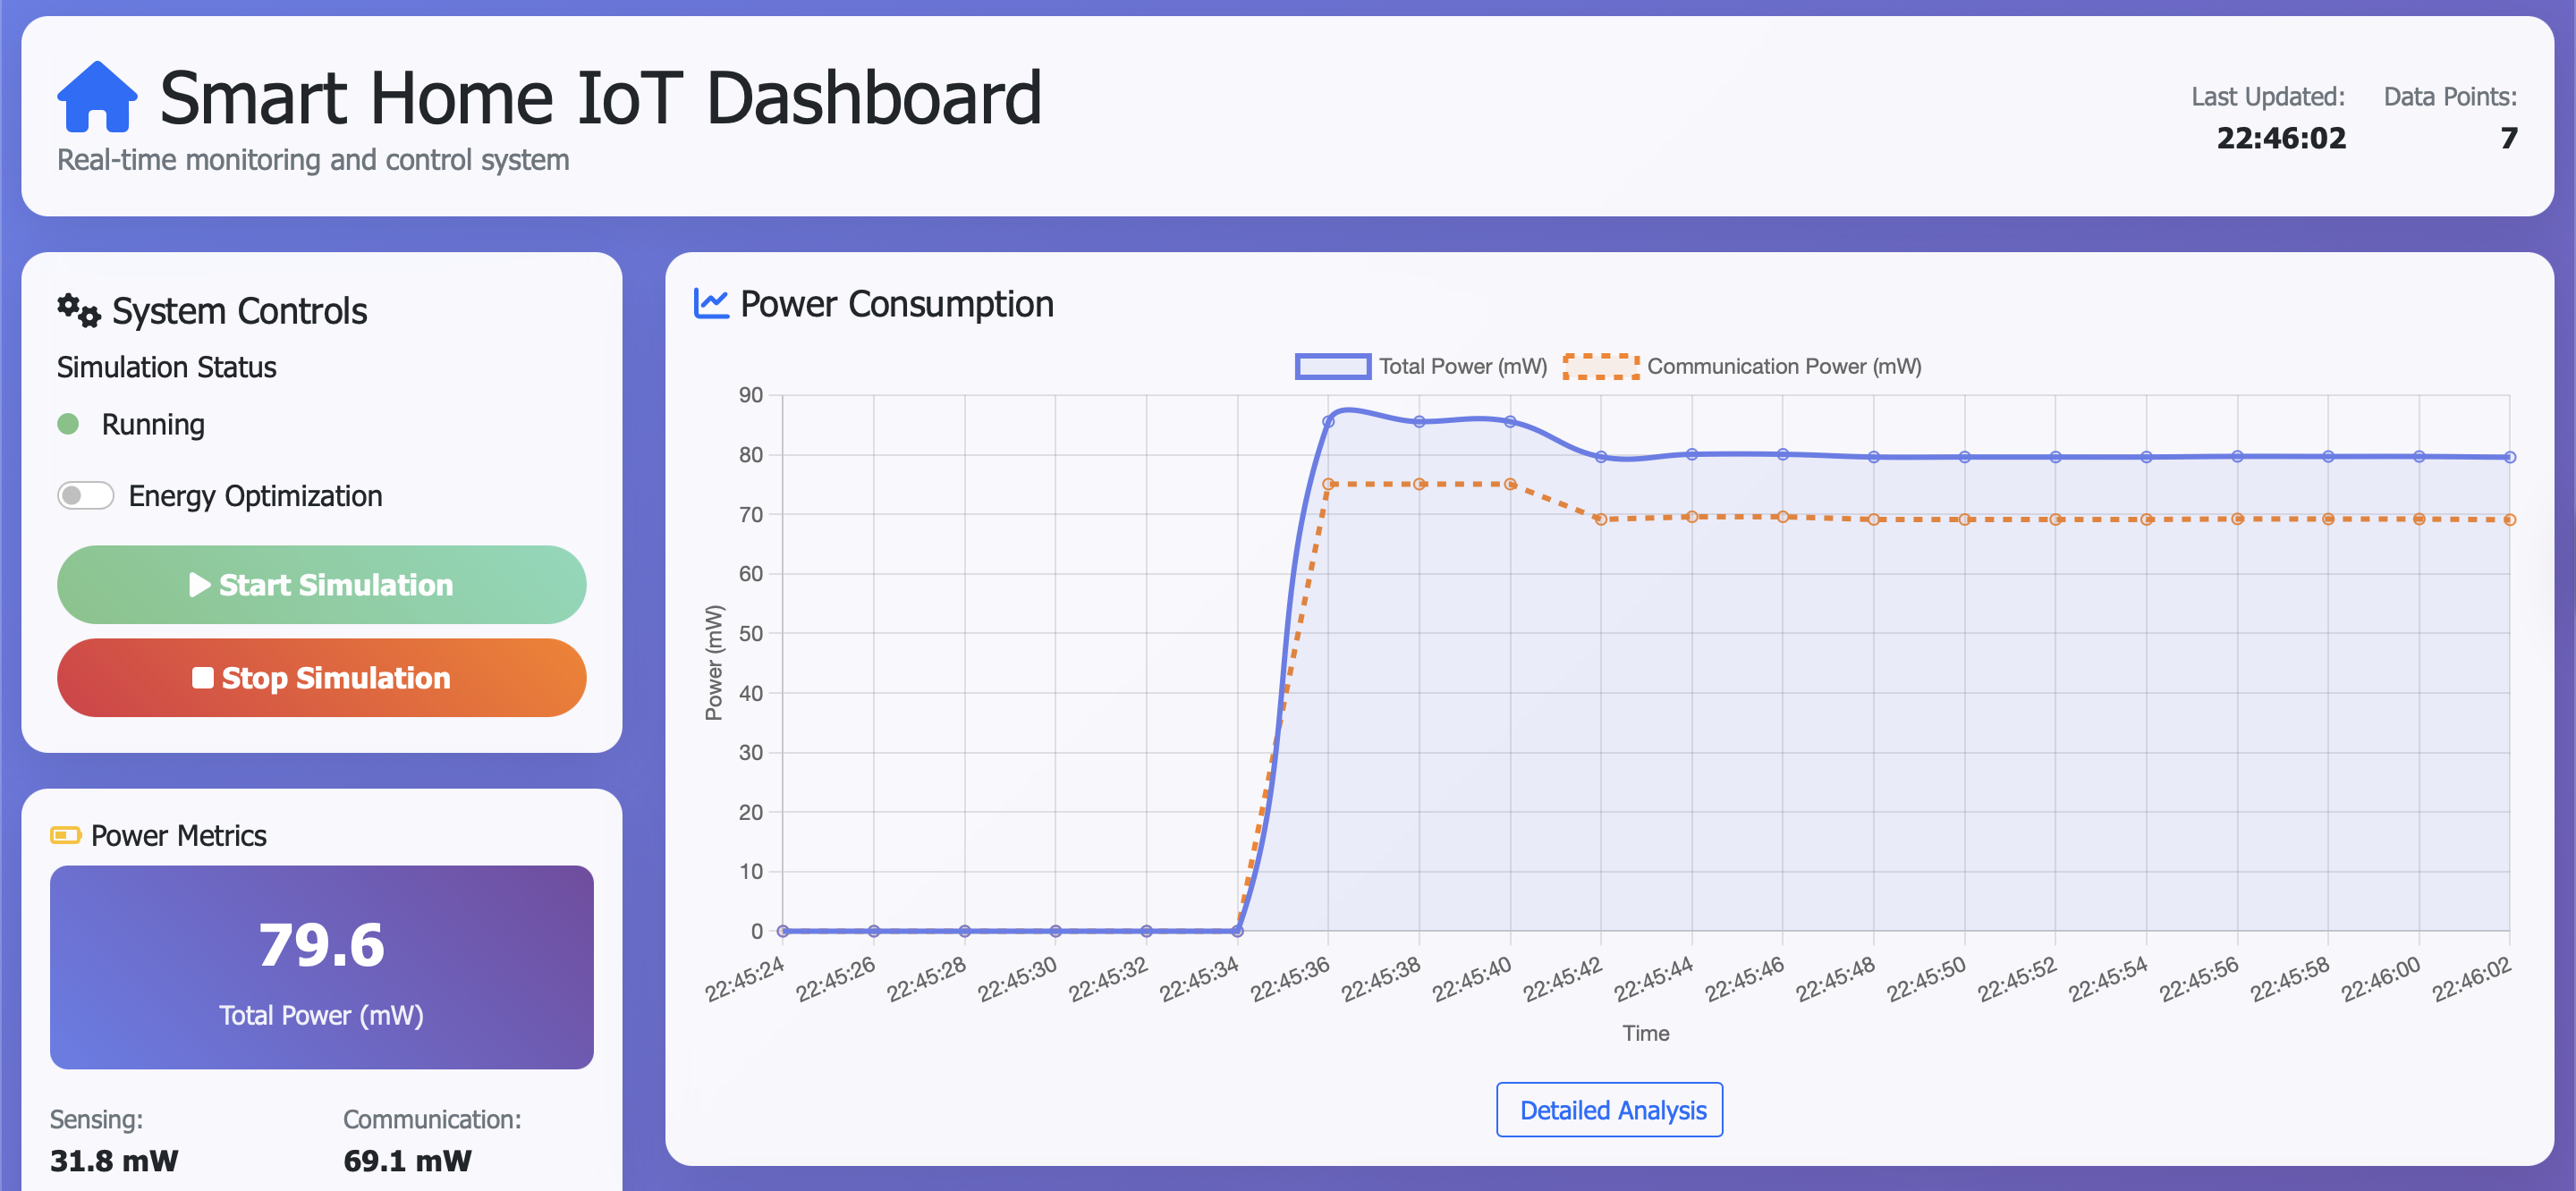 Smart Home IoT Dashboard
Real-time monitoring and control system
Last Updated:
22:46:02
Data Points:
7
System Controls
Simulation Status
Running
Energy Optimization
Start Simulation
Stop Simulation
Power Metrics
79.6
Total Power (mW)
Sensing:
31.8 mW
Communication:
69.1 mW
Power Consumption
Total Power (mW)
Communication Power (mW)
Power (mW)
90
80
70
60
50
40
30
20
10
0
22:45:24
22:45:26
22:45:28
22:45:30
22:45:32
22:45:34
22:45:36
22:45:38
22:45:40
22:45:42
22:45:44
22:45:46
22:45:48
22:45:50
22:45:52
22:45:54
22:45:56
22:45:58
22:46:00
22:46:02
Time
Detailed Analysis